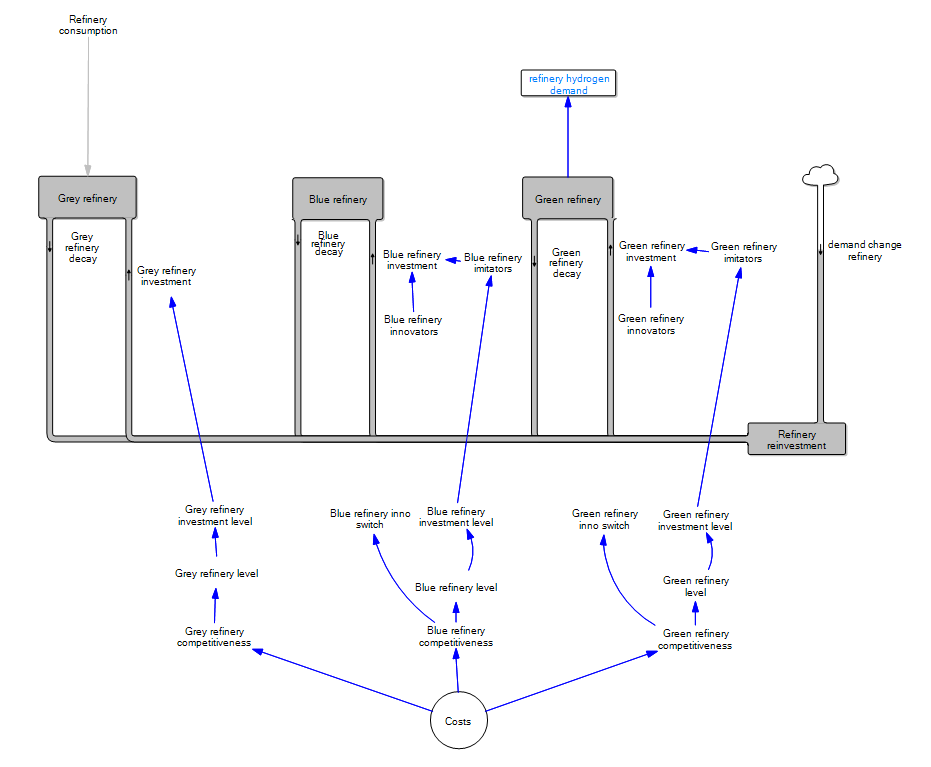 Refinery
consumption
refinery hydrogen
demand
Grey refinery
Blue refinery
Green refinery
Grey
refinery
decay
Grey refinery
investment
Blue
refinery
decay
Blue refinery
investment
Blue refinery
imitators
Blue refinery
innovators
Green
refinery
decay
Green refinery
investment
Green refinery
imitators
Green refinery
innovators
demand change
refinery
Refinery
reinvestment
Grey refinery
investment level
Blue refinery inno
switch
Blue refinery
investment level
Green refinery
inno switch
Green refinery
investment level
Grey refinery level
Blue refinery level
Green refinery
level
Grey refinery
competitiveness
Blue refinery
competitiveness
Green refinery
competitiveness
Costs